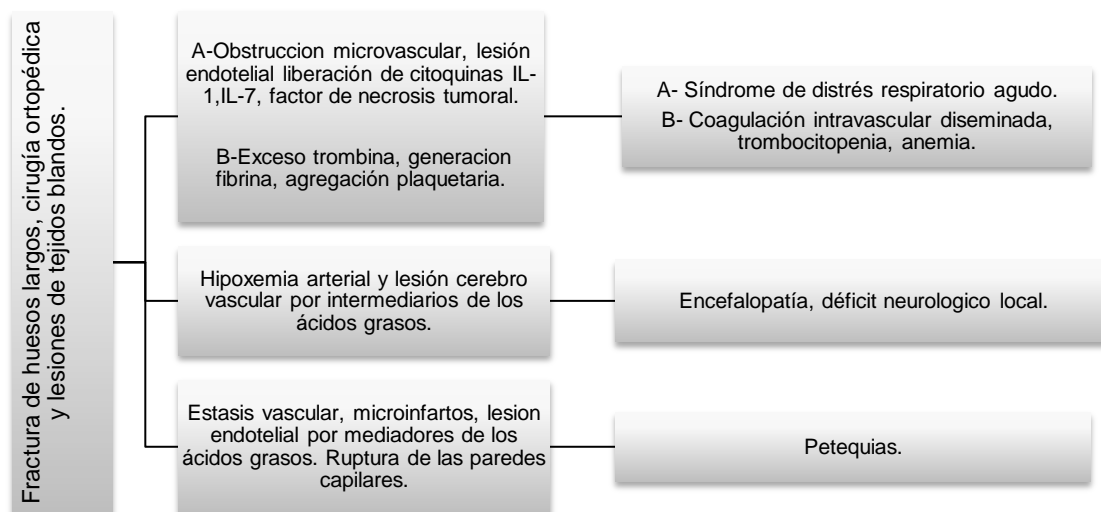 Fractura de huesos largos, cirugía ortopédica
y lesiones de tejidos blandos.
A-Obstruccion microvascular, lesión
endotelial liberación de citoquinas IL-
1,IL-7, factor de necrosis tumoral.
B-Exceso trombina, generacion
fibrina, agregación plaquetaria.
A- Síndrome de distrés respiratorio agudo.
B- Coagulación intravascular diseminada,
trombocitopenia, anemia.
Hipoxemia arterial y lesión cerebro
vascular por intermediarios de los
ácidos grasos.
Encefalopatía, déficit neurologico local.
Estasis vascular, microinfartos, lesion
endotelial por mediadores de los
ácidos grasos. Ruptura de las paredes
capilares.
Petequias.